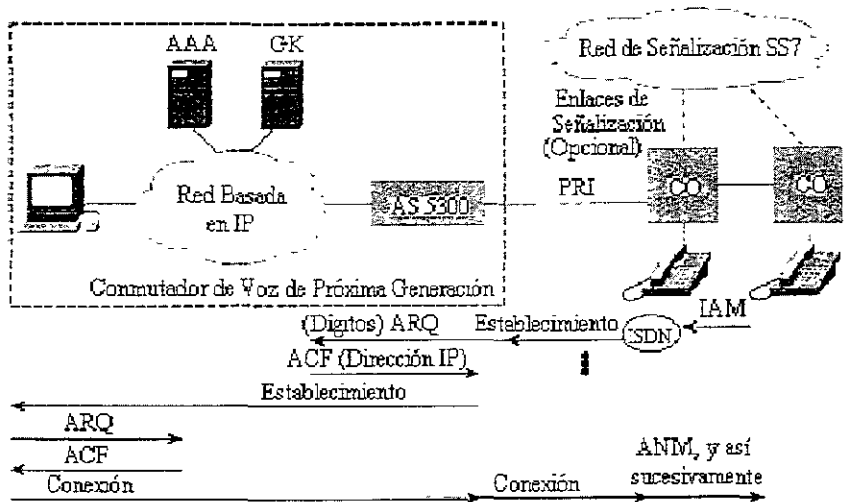 AAA
GK
Red de Señalización SS7
Enlaces de
Señalización
(Opcional)
Red Basada
en IP
AS 5300
PRI
CO
CO
Conmutador de Voz de Próxima Generación
IAM
(Dígitos) ARQ
Establecimiento
ISDN
ACF (Dirección IP)
Establecimiento
ARQ
ACF
Conexión
Conexión
ANM, y así
sucesivamente